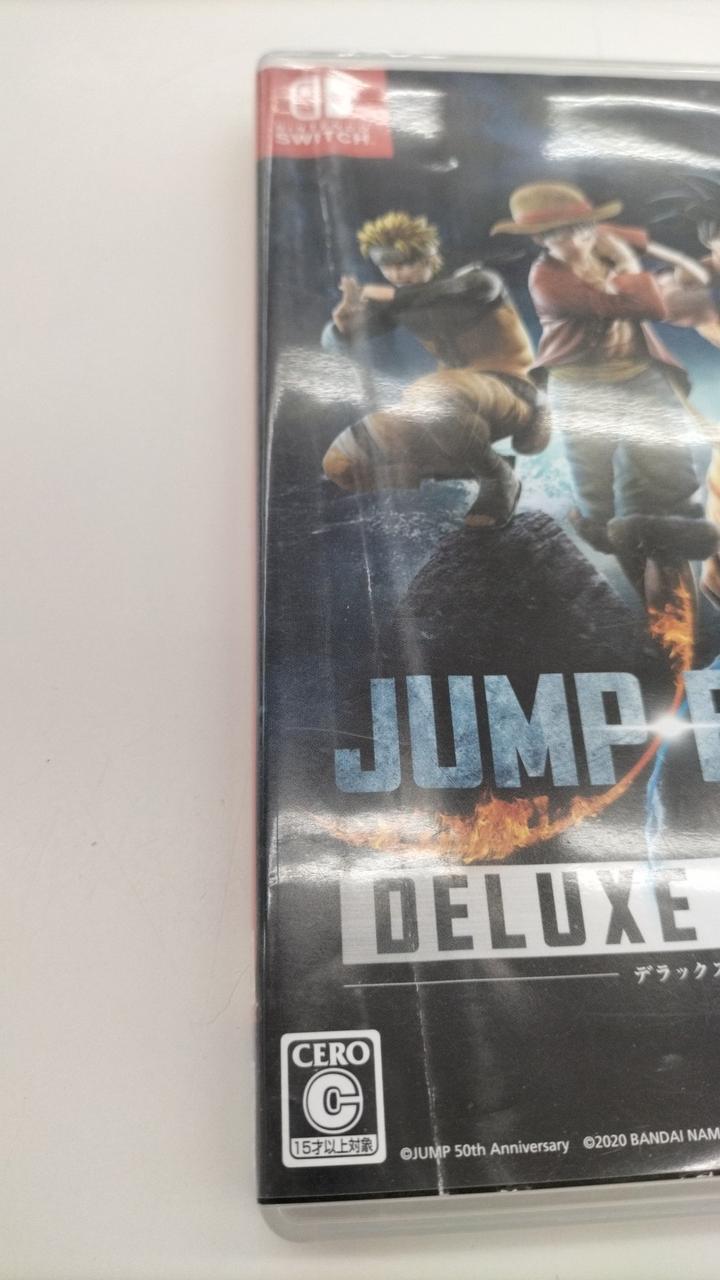 NINTENDO
SWITCH
JUMP
DELUXE
デラックス
CERO
C
15才以上対象
©JUMP 50th Anniversary ©2020 BANDAI NAM